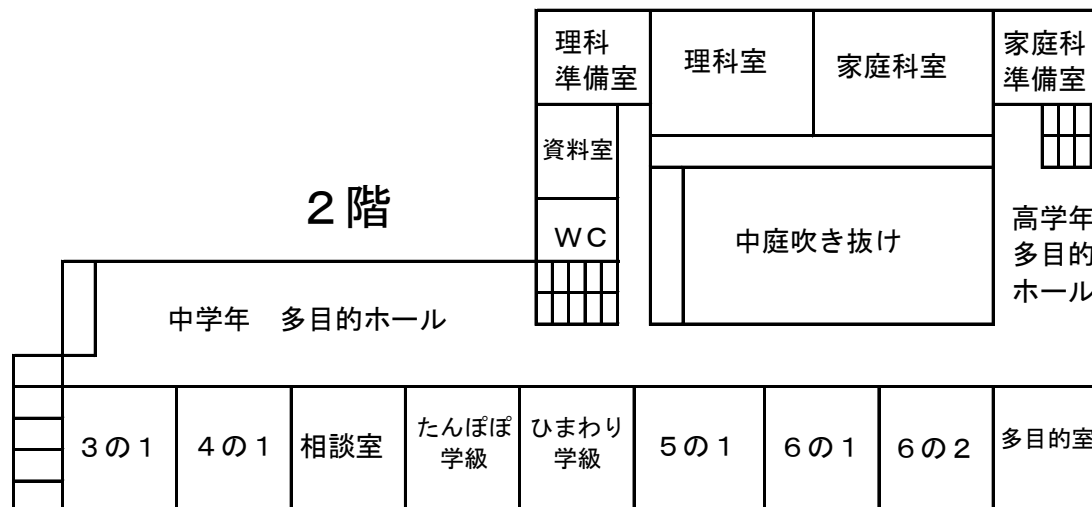 理科
準備室
理科室
家庭科室
家庭科
準備室
資料室
WC
2階
中庭吹き抜け
高学年
多目的
ホール
中学年 多目的ホール
3の1
4の1
相談室
たんぽぽ
学級
ひまわり
学級
5の1
6の1
6の2
多目的室